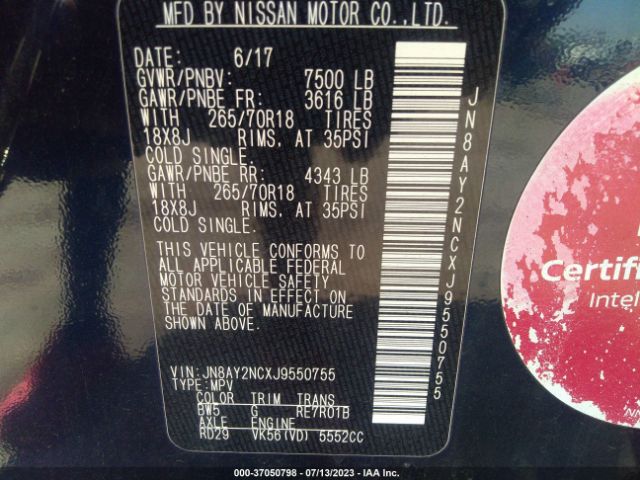 MFD BY NISSAN MOTOR CO.,LTD.
DATE: 6/17
GVWR/PNBV: 7500 LB
GAWR/PNBE FR: 3616 LB
WITH 265/70R18 TIRES
18X8J RIMS. AT 35PSI
COLD SINGLE.
GAWR/PNBE RR: 4343 LB
WITH 265/70R18 TIRES
18X8J RIMS. AT 35PSI
COLD SINGLE.
THIS VEHICLE CONFORMS TO
ALL APPLICABLE FEDERAL
MOTOR VEHICLE SAFETY
STANDARDS IN EFFECT ON
THE DATE OF MANUFACTURE
SHOWN ABOVE.
VIN: JN8AY2NCXJ9550755
TYPE: MPV
COLOR TRIM TRANS
BW5 G RE7R01B
AXLE ENGINE
RD29 VK56(VD) 5552CC
JN8AY2NCXJ9550755
Certifi
Intel
NN
000-37050798 - 07/13/2023 - IAA Inc.